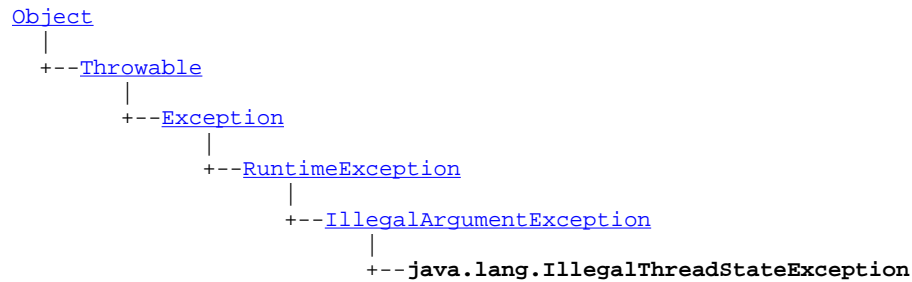 Object
|
+--Throwable
|
+--Exception
|
+--RuntimeException
|
+--IllegalArgumentException
|
+--java.lang.IllegalThreadStateException